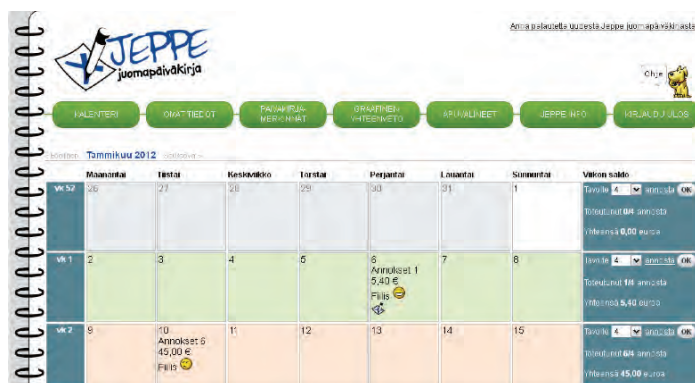 Anna palautetta uudesta Jeppe juomapäiväkirjasta
JEPPE
juomapäiväkirja
Ohje
KALENTERI
OMAT TIEDOT
PÄIVÄKIRJA-
MERKINNÄT
GRAAFINEN
YHTEENVETO
APUVÄLINEET
JEPPE INFO
KIRJAUDU ULOS
Tammikuu 2012
Maanantai Tiistai Keskiviikko Torstai Perjantai Lauantai Sunnuntai Viikon saldo
vk 52 26 27 28 29 30 31 1
Tavoite 4 annosta OK
Toteutunut 0/4 annosta
Yhteensä 0,00 euroa
vk 1 2 3 4 5 6 7 8
Annokset 1
5,40 €
Fiilis
Tavoite 4 annosta OK
Toteutunut 1/4 annosta
Yhteensä 5,40 euroa
vk 2 9 10 11 12 13 14 15
Annokset 6
45,00 €
Fiilis
Tavoite 4 annosta OK
Toteutunut 6/4 annosta
Yhteensä 45,00 euroa